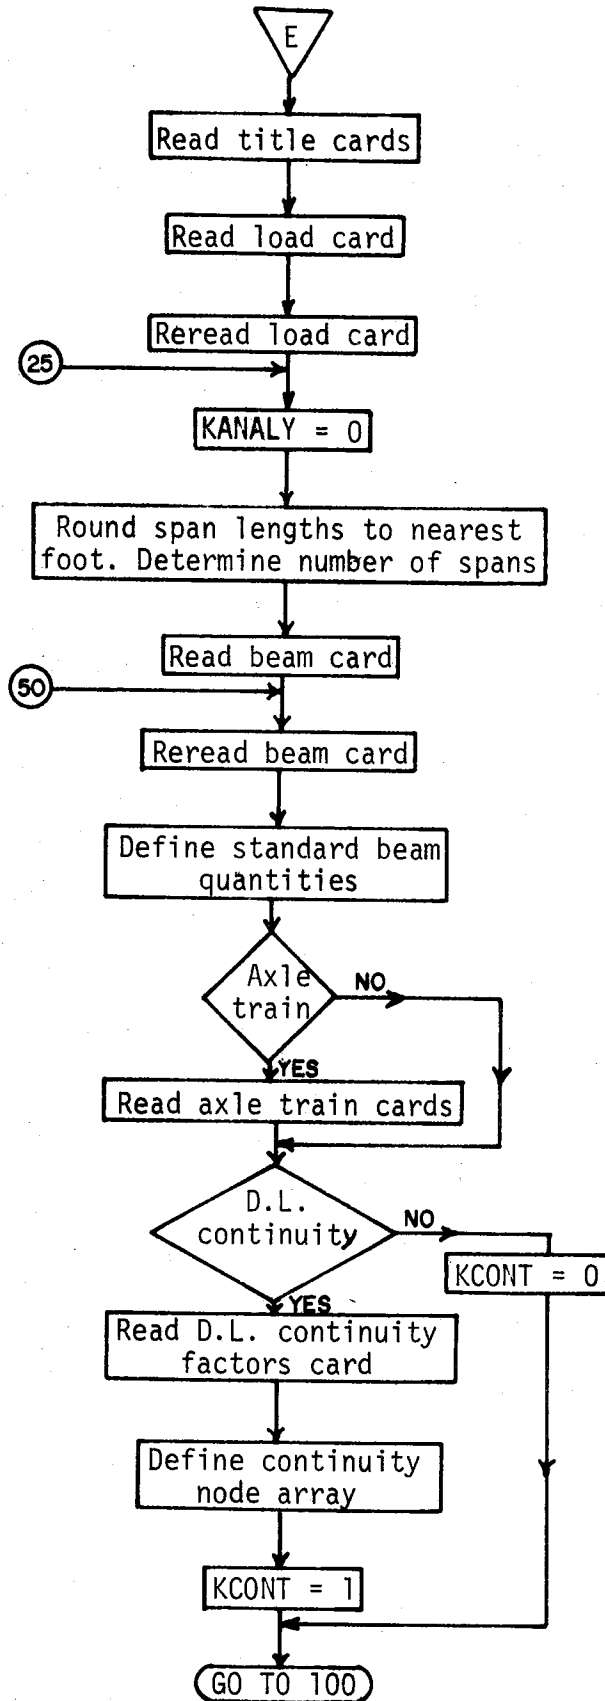 E
Read title cards
Read load card
Reread load card
25
KANALY = 0
Round span lengths to nearest
foot. Determine number of spans
Read beam card
50
Reread beam card
Define standard beam
quantities
Axle
train
NO
YES
Read axle train cards
D.L.
continuity
NO
KCONT = 0
YES
Read D.L. continuity
factors card
Define continuity
node array
KCONT = 1
GO TO 100